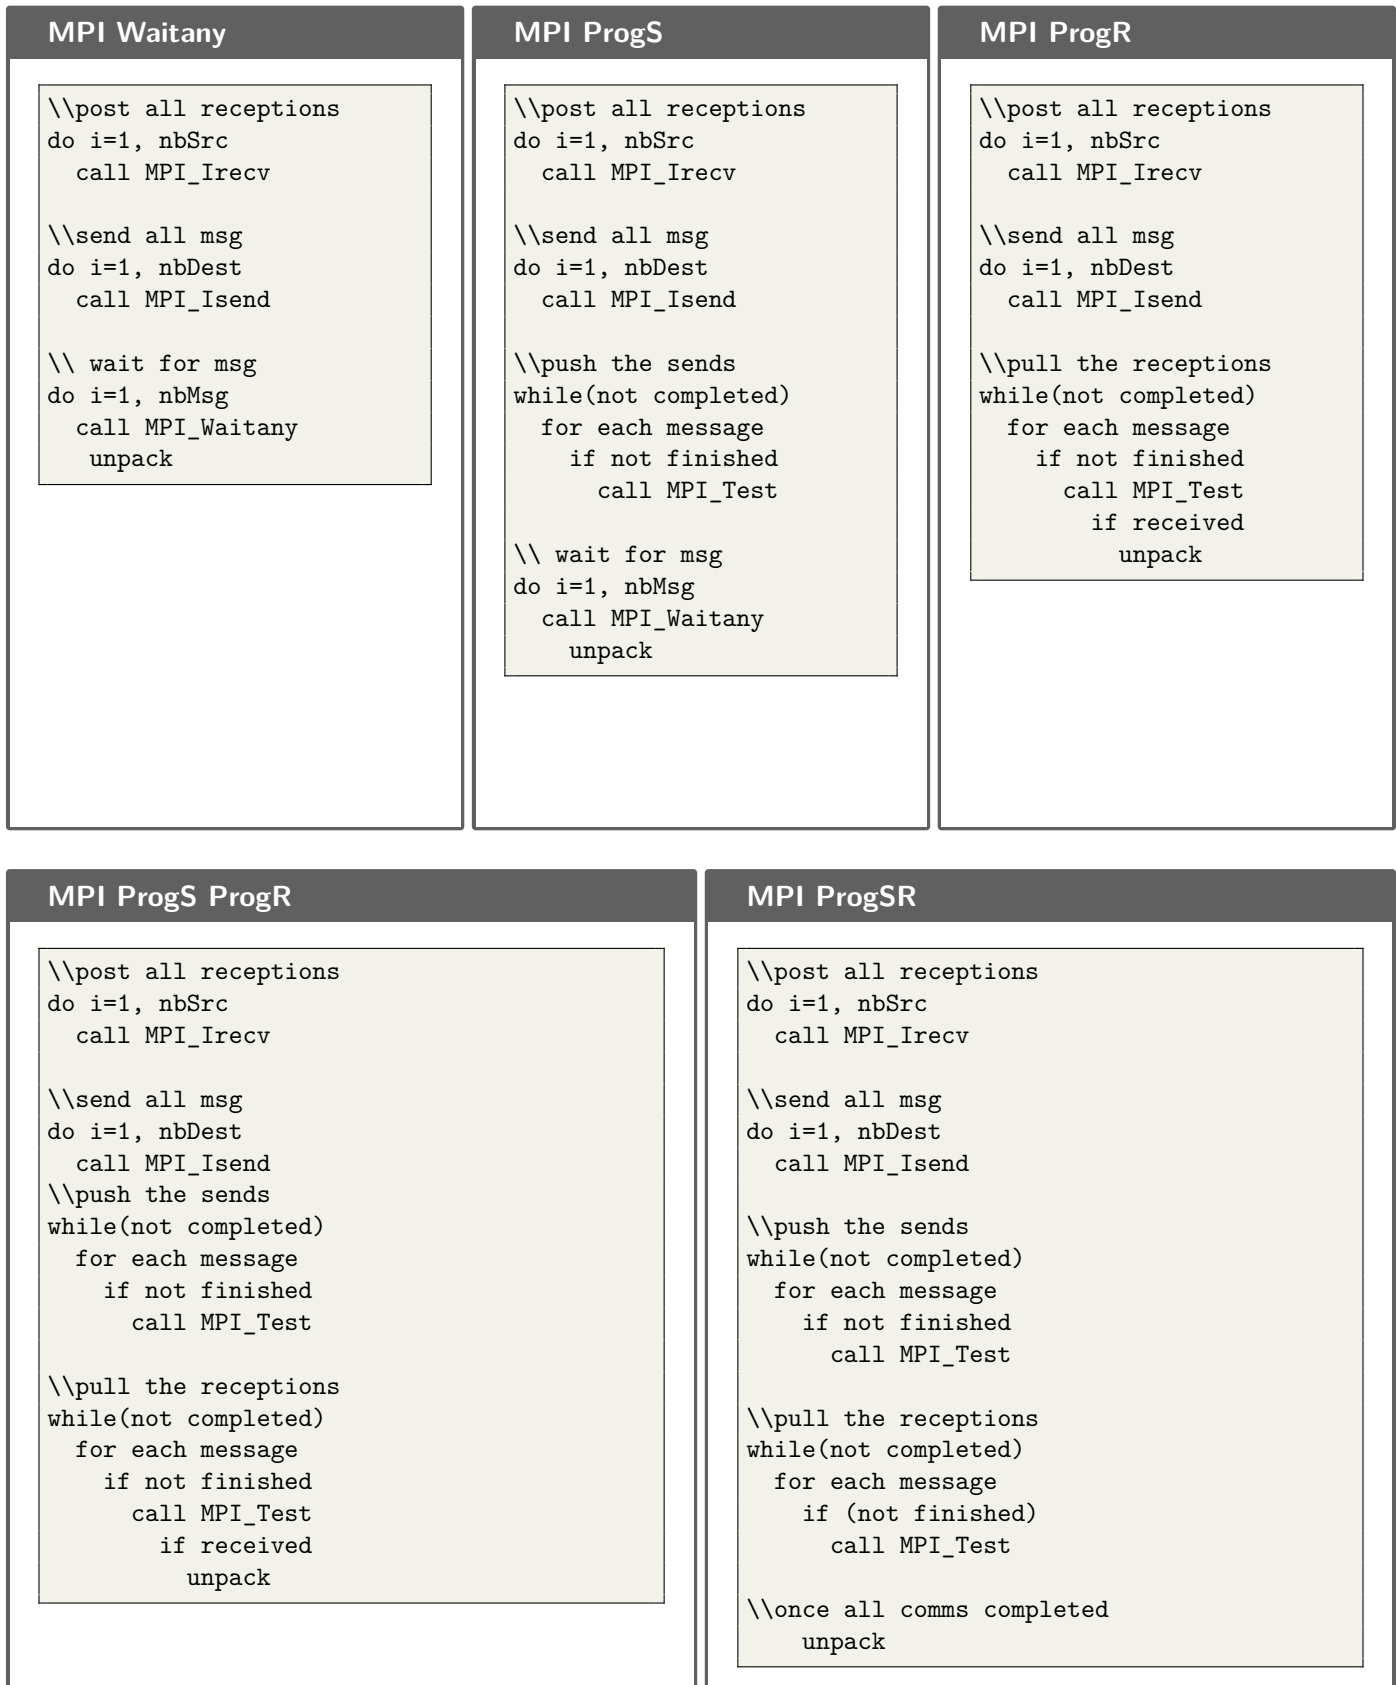 MPI Waitany
\\post all receptions
do i=1, nbSrc
  call MPI_Irecv

\\send all msg
do i=1, nbDest
  call MPI_Isend

\\ wait for msg
do i=1, nbMsg
  call MPI_Waitany
   unpack

MPI ProgS
\\post all receptions
do i=1, nbSrc
  call MPI_Irecv

\\send all msg
do i=1, nbDest
  call MPI_Isend

\\push the sends
while(not completed)
  for each message
    if not finished
      call MPI_Test

\\ wait for msg
do i=1, nbMsg
  call MPI_Waitany
    unpack

MPI ProgR
\\post all receptions
do i=1, nbSrc
  call MPI_Irecv

\\send all msg
do i=1, nbDest
  call MPI_Isend

\\pull the receptions
while(not completed)
  for each message
    if not finished
      call MPI_Test
        if received
          unpack

MPI ProgS ProgR
\\post all receptions
do i=1, nbSrc
  call MPI_Irecv

\\send all msg
do i=1, nbDest
  call MPI_Isend
\\push the sends
while(not completed)
  for each message
    if not finished
      call MPI_Test

\\pull the receptions
while(not completed)
  for each message
    if not finished
      call MPI_Test
        if received
          unpack

MPI ProgSR
\\post all receptions
do i=1, nbSrc
  call MPI_Irecv

\\send all msg
do i=1, nbDest
  call MPI_Isend

\\push the sends
while(not completed)
  for each message
    if not finished
      call MPI_Test

\\pull the receptions
while(not completed)
  for each message
    if (not finished)
      call MPI_Test

\\once all comms completed
    unpack